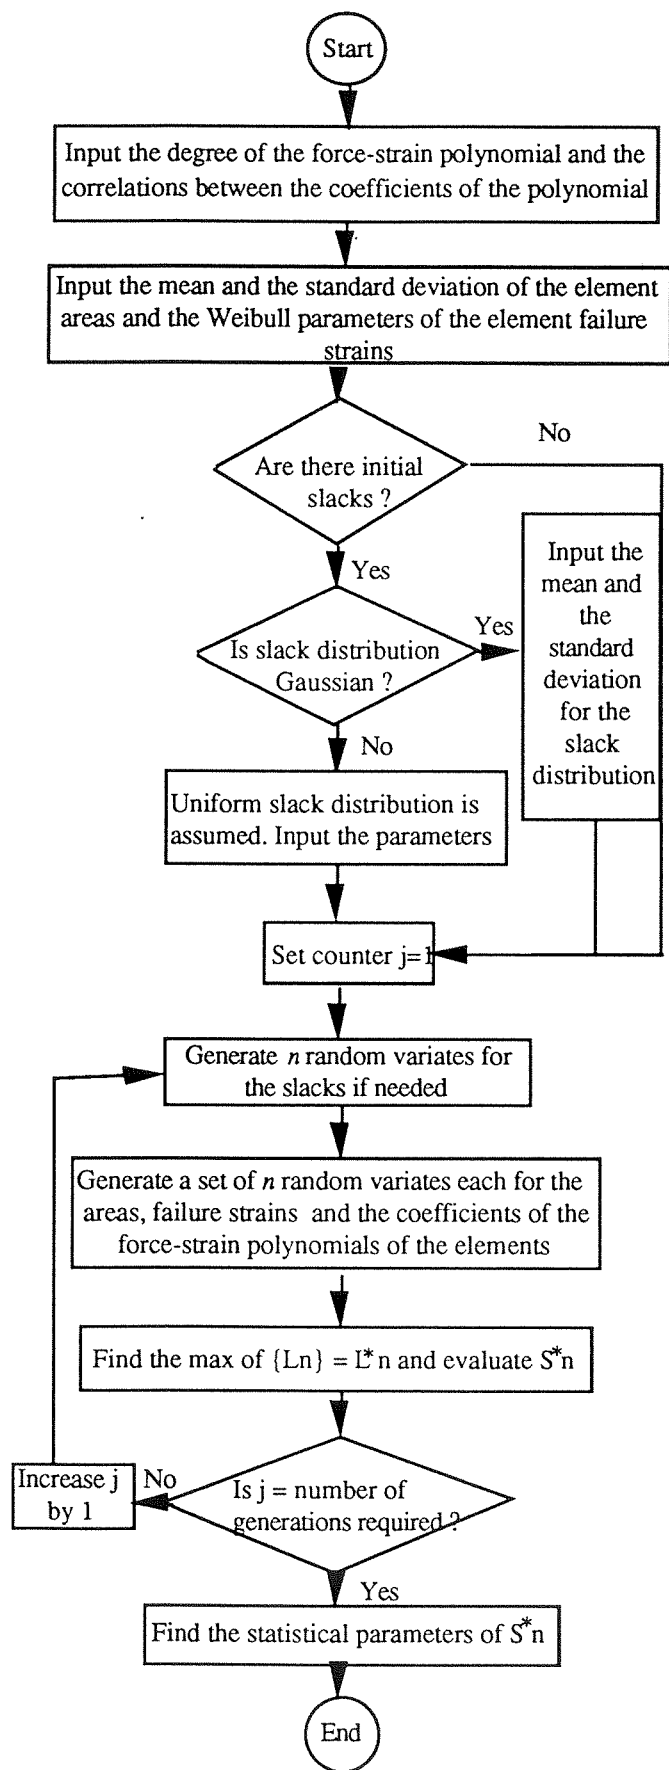 Start
Input the degree of the force-strain polynomial and the
correlations between the coefficients of the polynomial
Input the mean and the standard deviation of the element
areas and the Weibull parameters of the element failure
strains
No
Are there initial
slacks ?
Yes
Input the
mean and
the
standard
deviation
for the
slack
distribution
Yes
Is slack distribution
Gaussian ?
No
Uniform slack distribution is
assumed. Input the parameters
Set counter j=1
Generate n random variates for
the slacks if needed
Generate a set of n random variates each for the
areas, failure strains and the coefficients of the
force-strain polynomials of the elements
Find the max of {Ln} = L*n and evaluate S*n
Increase j
by 1
No
Is j = number of
generations required ?
Yes
Find the statistical parameters of S*n
End